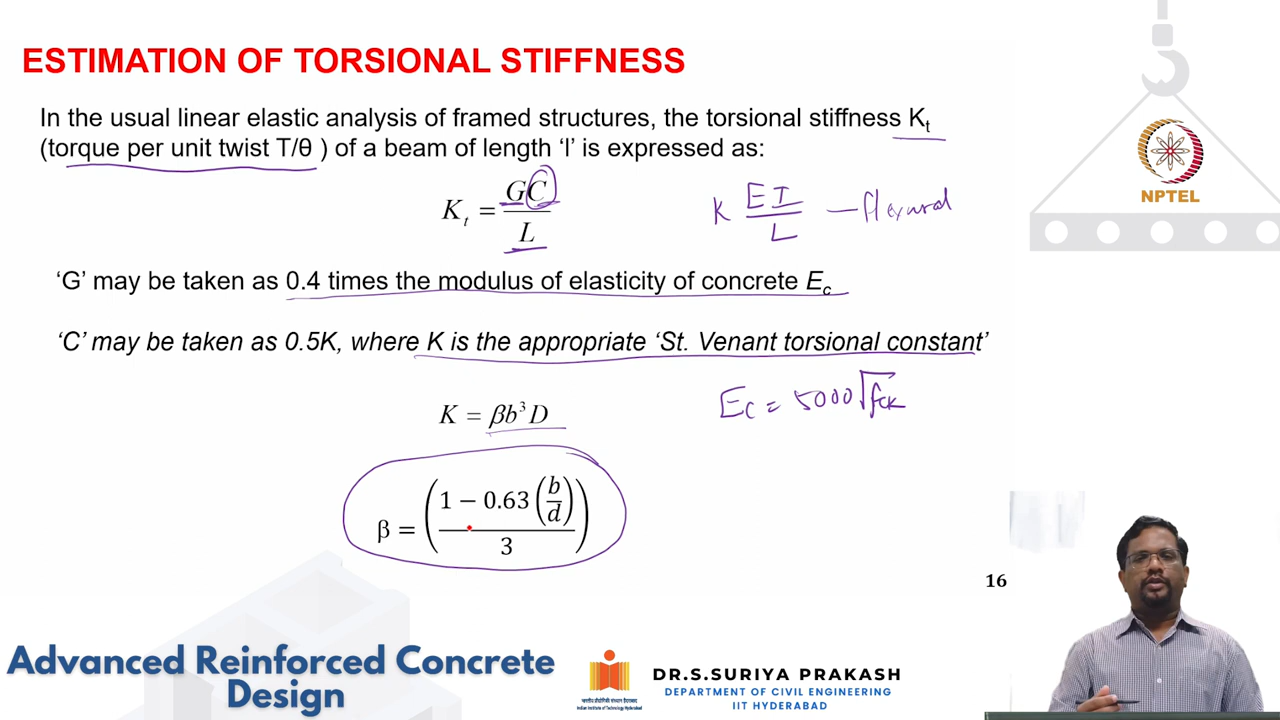 ESTIMATION OF TORSIONAL STIFFNESS
In the usual linear elastic analysis of framed structures, the torsional stiffness Kt
(torque per unit twist T/θ ) of a beam of length ‘l’ is expressed as:
K_t = GC/L
K EI/L — flexural
‘G’ may be taken as 0.4 times the modulus of elasticity of concrete Ec
‘C’ may be taken as 0.5K, where K is the appropriate ‘St. Venant torsional constant’
Ec = 5000√fck
K = βb³D
β = ((1 − 0.63 (b/d))/3)
16
NPTEL
Advanced Reinforced Concrete
Design
DR.S.SURIYA PRAKASH
DEPARTMENT OF CIVIL ENGINEERING
IIT HYDERABAD